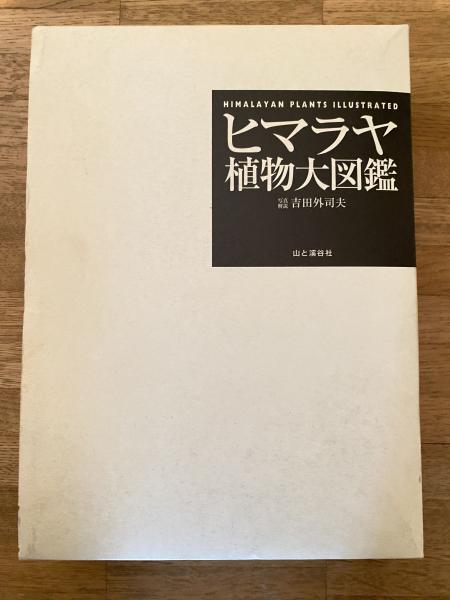 HIMALAYAN PLANTS ILLUSTRATED
ヒマラヤ
植物大図鑑
写真
解説 吉田外司夫
山と溪谷社